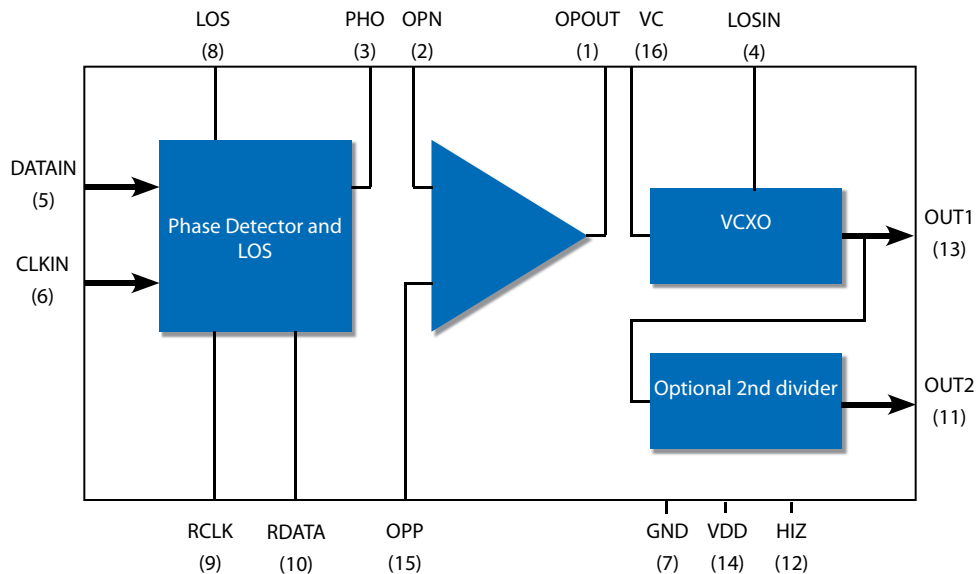 LOS PHO OPN OPOUT VC LOSIN
(8) (3) (2) (1) (16) (4)
DATAIN
(5)
CLKIN
(6)
Phase Detector and
LOS
VCXO
OUT1
(13)
Optional 2nd divider
OUT2
(11)
RCLK RDATA OPP GND VDD HIZ
(9) (10) (15) (7) (14) (12)